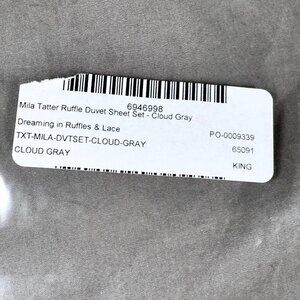 6946998
Mila Tatter Ruffle Duvet Sheet Set - Cloud Gray
Dreaming in Ruffles & Lace
PO-0009339
TXT-MILA-DVTSET-CLOUD-GRAY
65091
CLOUD GRAY
KING